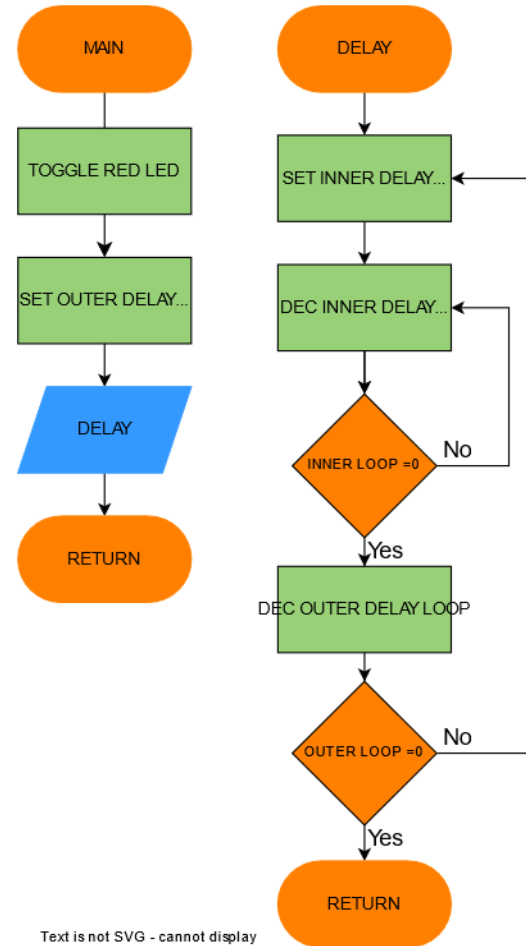 MAIN
TOGGLE RED LED
SET OUTER DELAY...
DELAY
RETURN
DELAY
SET INNER DELAY...
DEC INNER DELAY...
INNER LOOP =0
No
Yes
DEC OUTER DELAY LOOP
OUTER LOOP =0
No
Yes
RETURN
Text is not SVG - cannot display